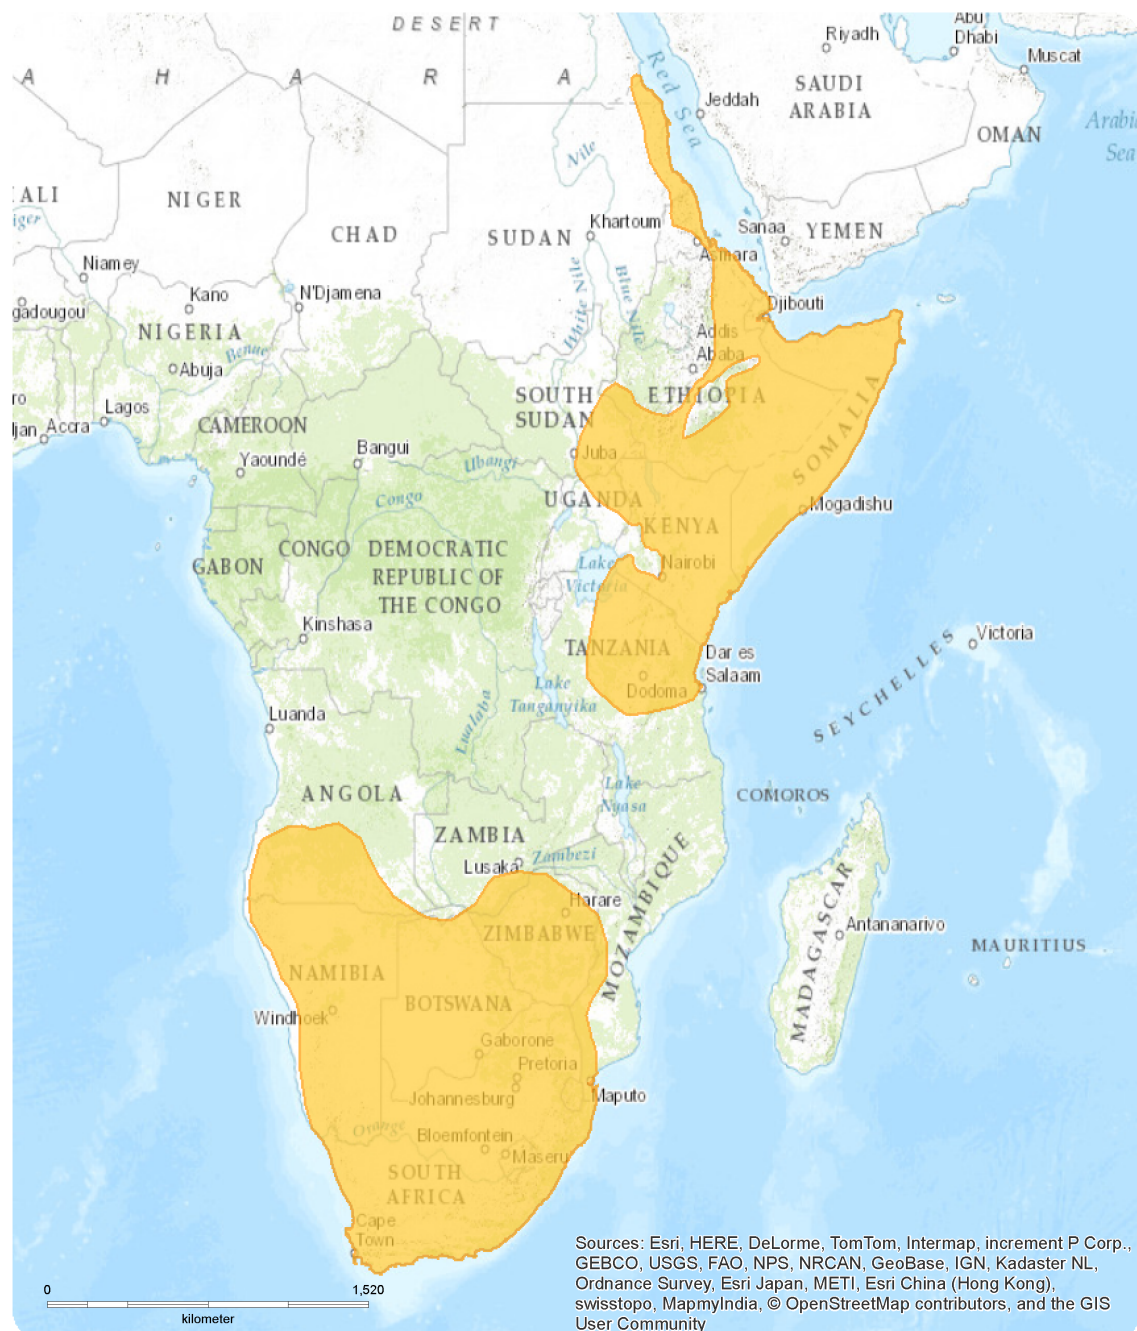 DESERT
Abu
Dhabi
Riyadh
Muscat
A H A R A
Red Sea
SAUDI
ARABIA
Jeddah
OMAN
Arabia
Sea
Nile
ALI
iger
NIGER
CHAD
SUDAN
Khartoum
Sanaa
YEMEN
Asmara
Niamey
Kano
N'Djamena
White Nile
Blue Nile
Djibouti
gadougou
NIGERIA
Benue
Abuja
Addis
Ababa
SOUTH
SUDAN
ETHIOPIA
SOMALIA
ro
Lagos
ljan
Accra
CAMEROON
Yaoundé
Bangui
Ubangi
Juba
UGANDA
KENYA
Mogadishu
Congo
GABON
CONGO
DEMOCRATIC
REPUBLIC OF
THE CONGO
Lake
Victoria
Nairobi
Kinshasa
TANZANIA
Dar es
Salaam
Dodoma
Victoria
SEYCHELLES
Lake
Tanganyika
Lualaba
Luanda
ANGOLA
Lake
Nyasa
COMOROS
ZAMBIA
Lusaka
Zambezi
Harare
ZIMBABWE
MOZAMBIQUE
MADAGASCAR
Antananarivo
MAURITIUS
NAMIBIA
BOTSWANA
Windhoek
Gaborone
Pretoria
Johannesburg
Maputo
Orange
Bloemfontein
Maseru
SOUTH
AFRICA
Cape
Town
0 1,520
kilometer
Sources: Esri, HERE, DeLorme, TomTom, Intermap, increment P Corp.,
GEBCO, USGS, FAO, NPS, NRCAN, GeoBase, IGN, Kadaster NL,
Ordnance Survey, Esri Japan, METI, Esri China (Hong Kong),
swisstopo, MapmyIndia, © OpenStreetMap contributors, and the GIS
User Community